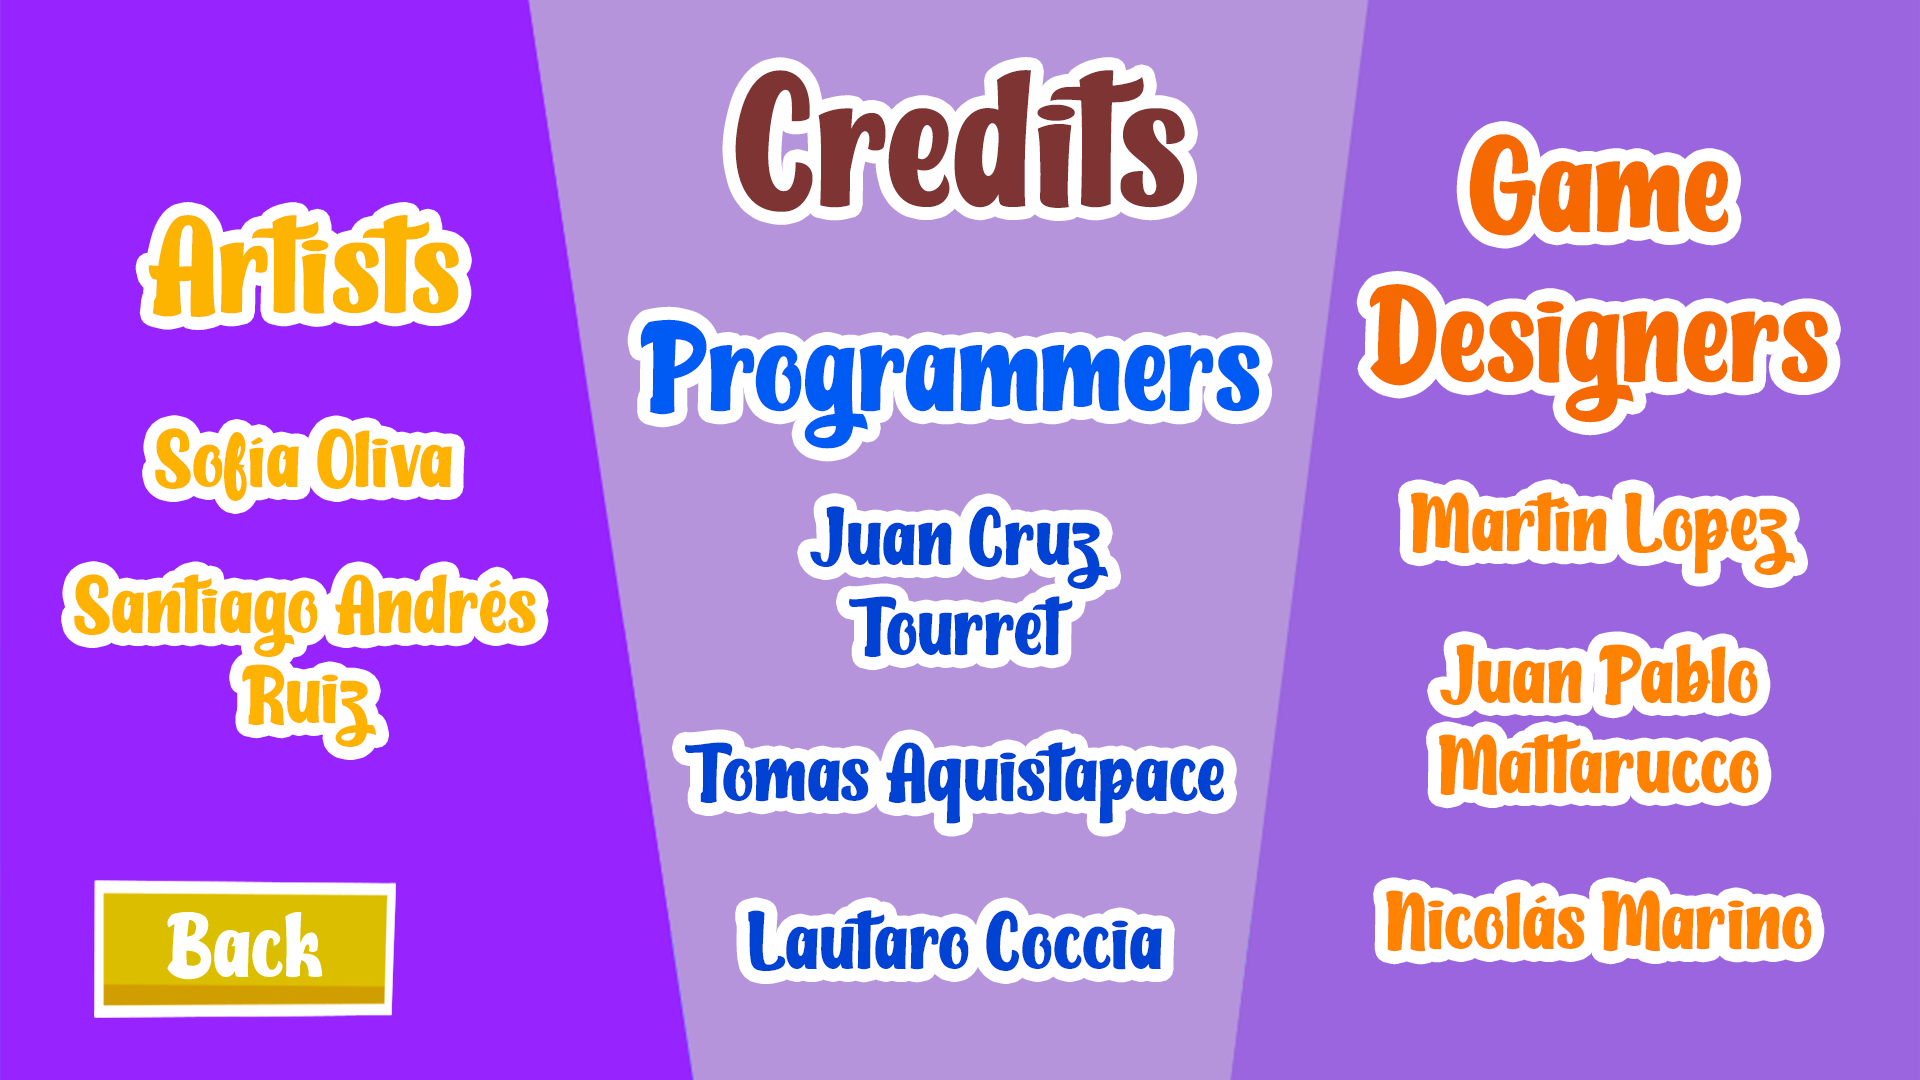 Credits
Artists
Sofía Oliva
Santiago Andrés
Ruiz
Programmers
Juan Cruz
Tourret
Tomas Aquistapace
Lautaro Coccia
Game
Designers
Martin Lopez
Juan Pablo
Mattarucco
Nicolás Marino
Back